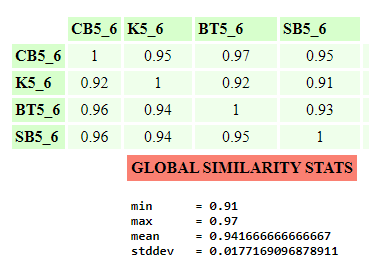 CB5_6 K5_6 BT5_6 SB5_6
CB5_6 1 0.95 0.97 0.95
K5_6 0.92 1 0.92 0.91
BT5_6 0.96 0.94 1 0.93
SB5_6 0.96 0.94 0.95 1
GLOBAL SIMILARITY STATS
min = 0.91
max = 0.97
mean = 0.941666666666667
stddev = 0.0177169096878911